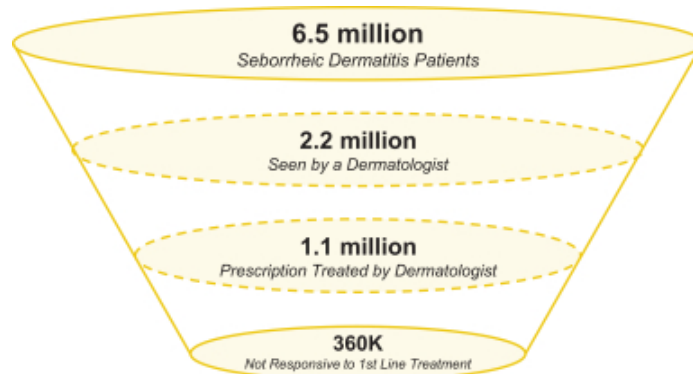 6.5 million
Seborrheic Dermatitis Patients
2.2 million
Seen by a Dermatologist
1.1 million
Prescription Treated by Dermatologist
360K
Not Responsive to 1st Line Treatment